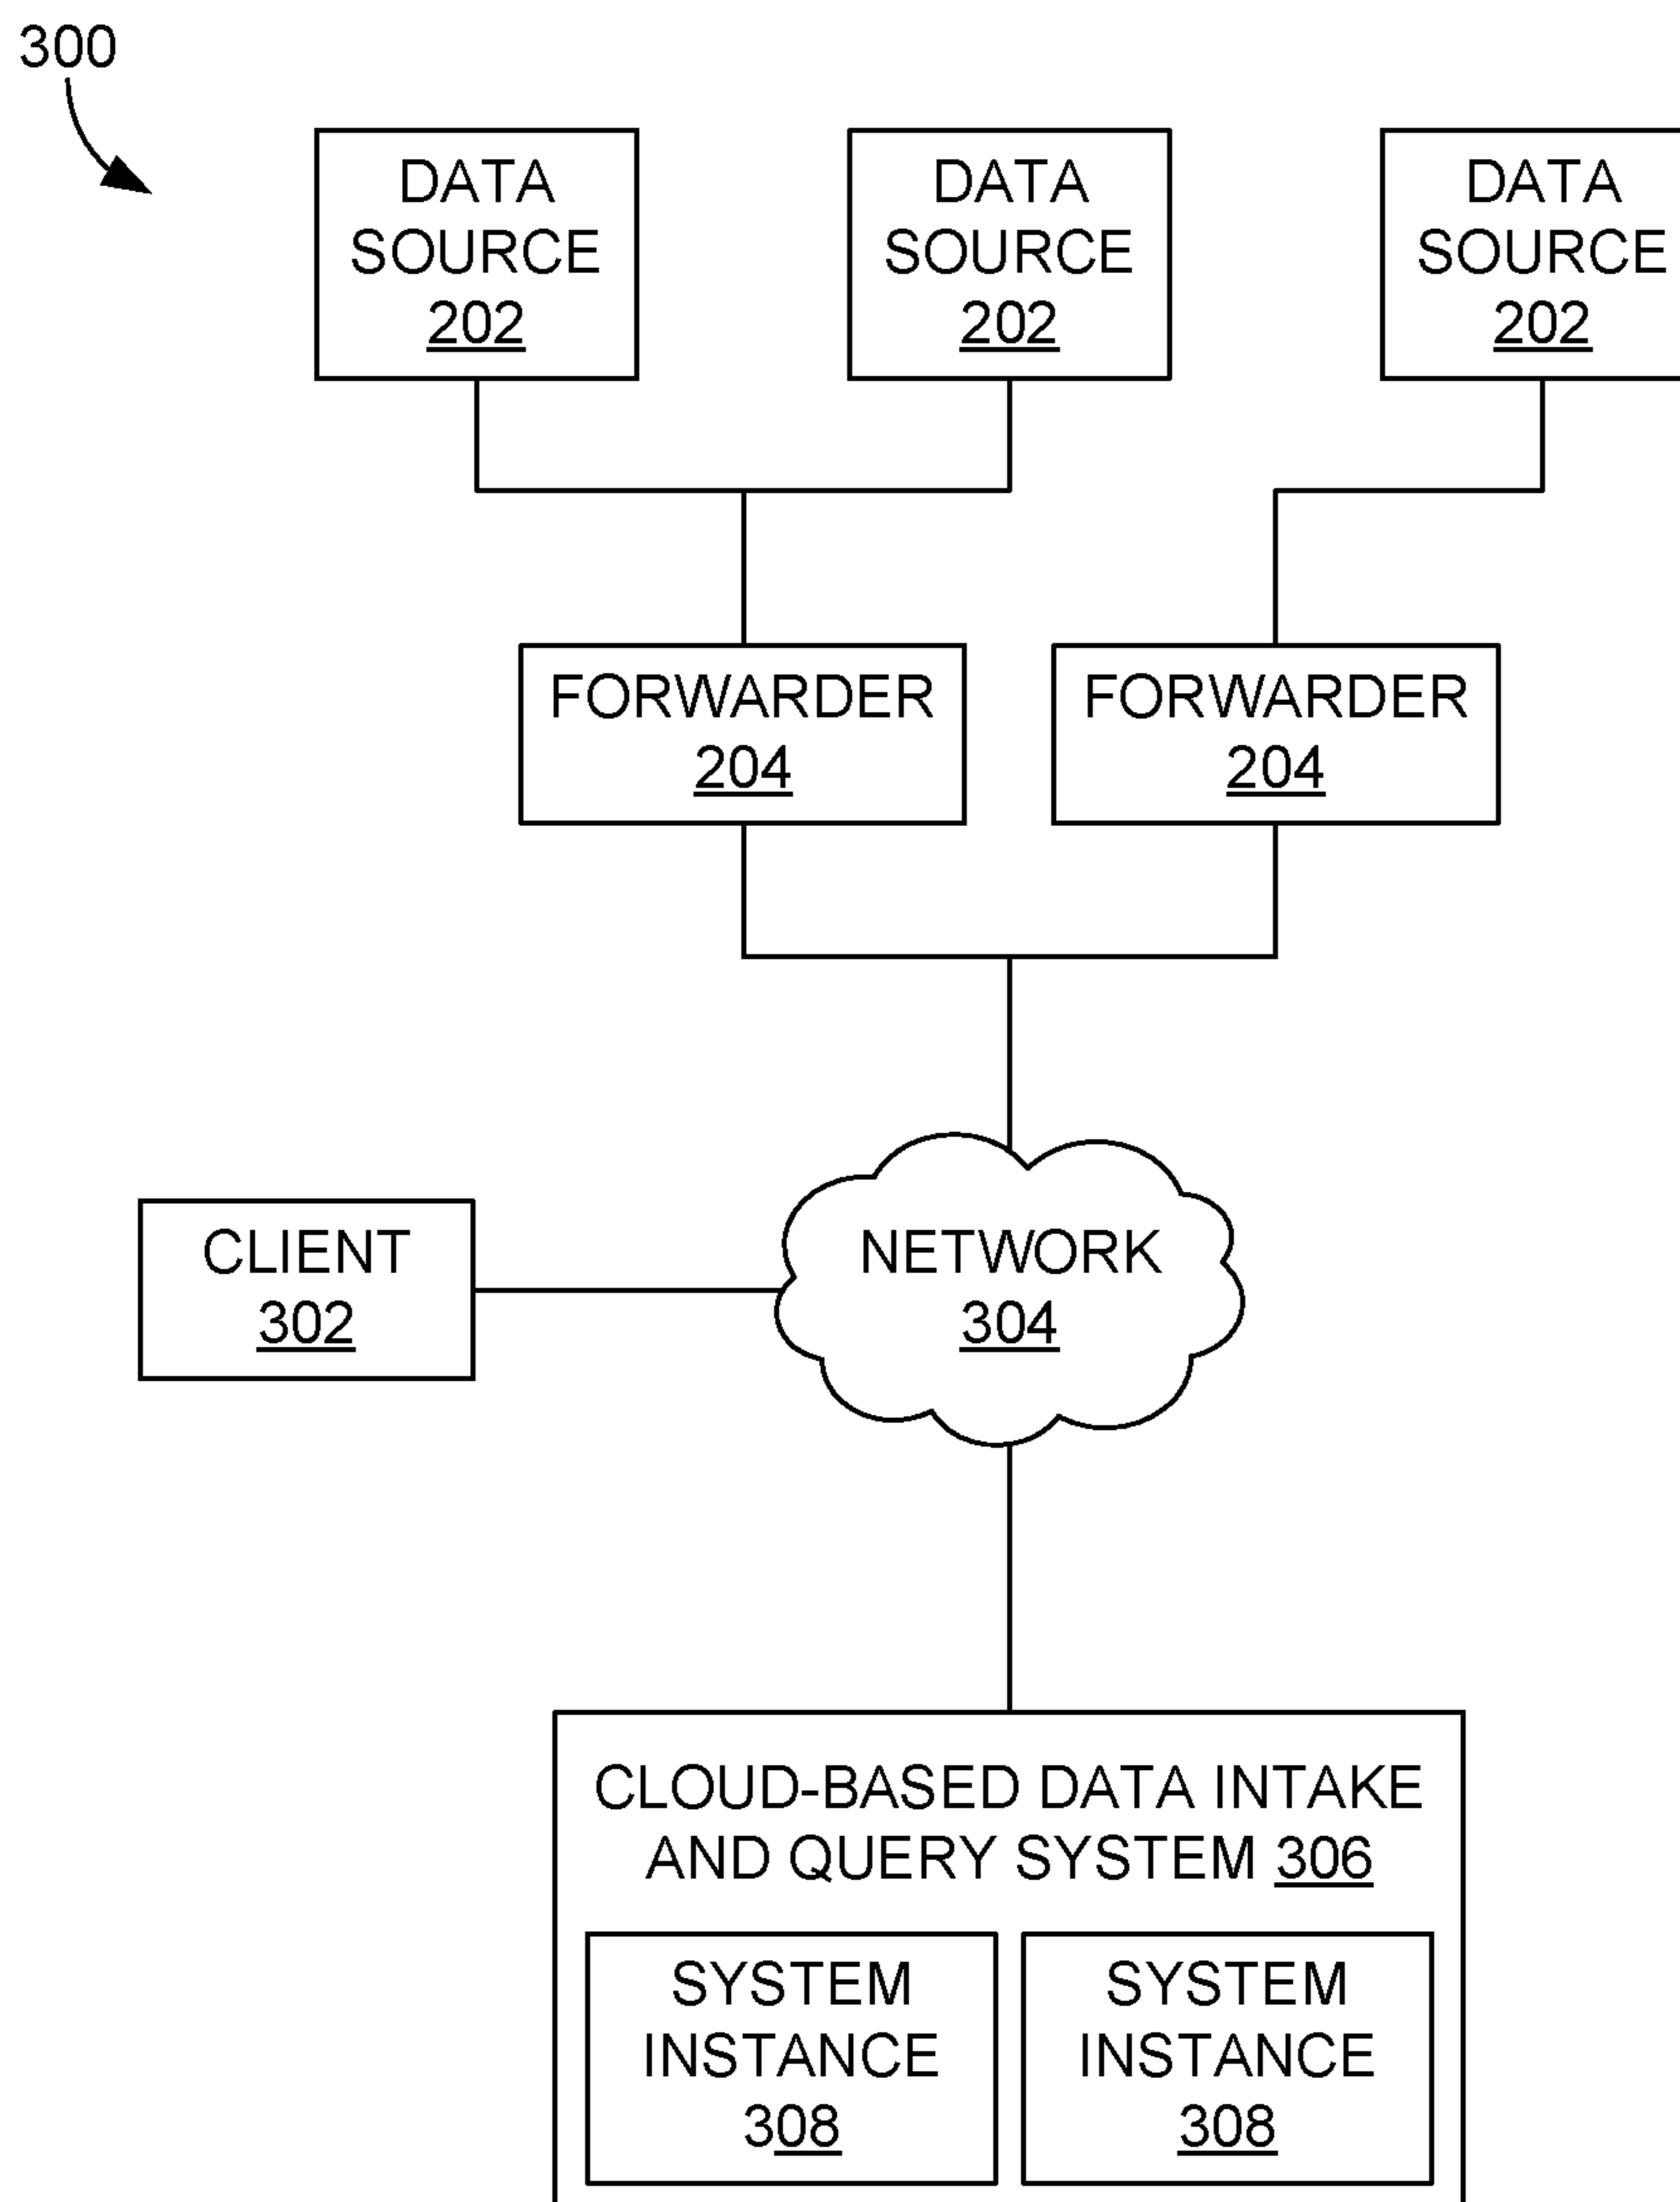 300
DATA
SOURCE
202
DATA
SOURCE
202
DATA
SOURCE
202
FORWARDER
204
FORWARDER
204
CLIENT
302
NETWORK
304
CLOUD-BASED DATA INTAKE
AND QUERY SYSTEM 306
SYSTEM
INSTANCE
308
SYSTEM
INSTANCE
308